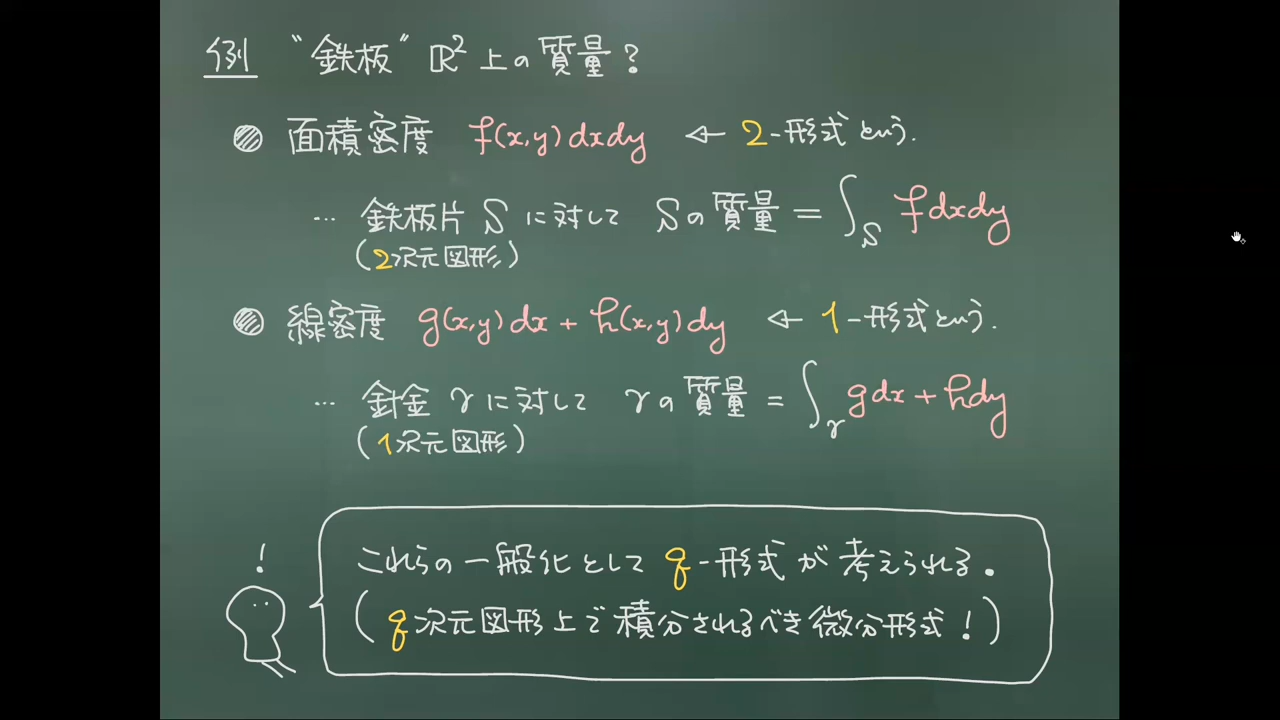 例 “鉄板” ℝ² 上の質量?
面積密度 f(x,y)dxdy ← 2-形式という.
… 鉄板片 S に対して Sの質量 = ∫_S f dxdy
(2次元図形)
線密度 g(x,y)dx + h(x,y)dy ← 1-形式という.
… 針金 γ に対して γの質量 = ∫_γ gdx + hdy
(1次元図形)
!
これらの一般化として q-形式が考えられる.
(q次元図形上で積分されるべき微分形式!)